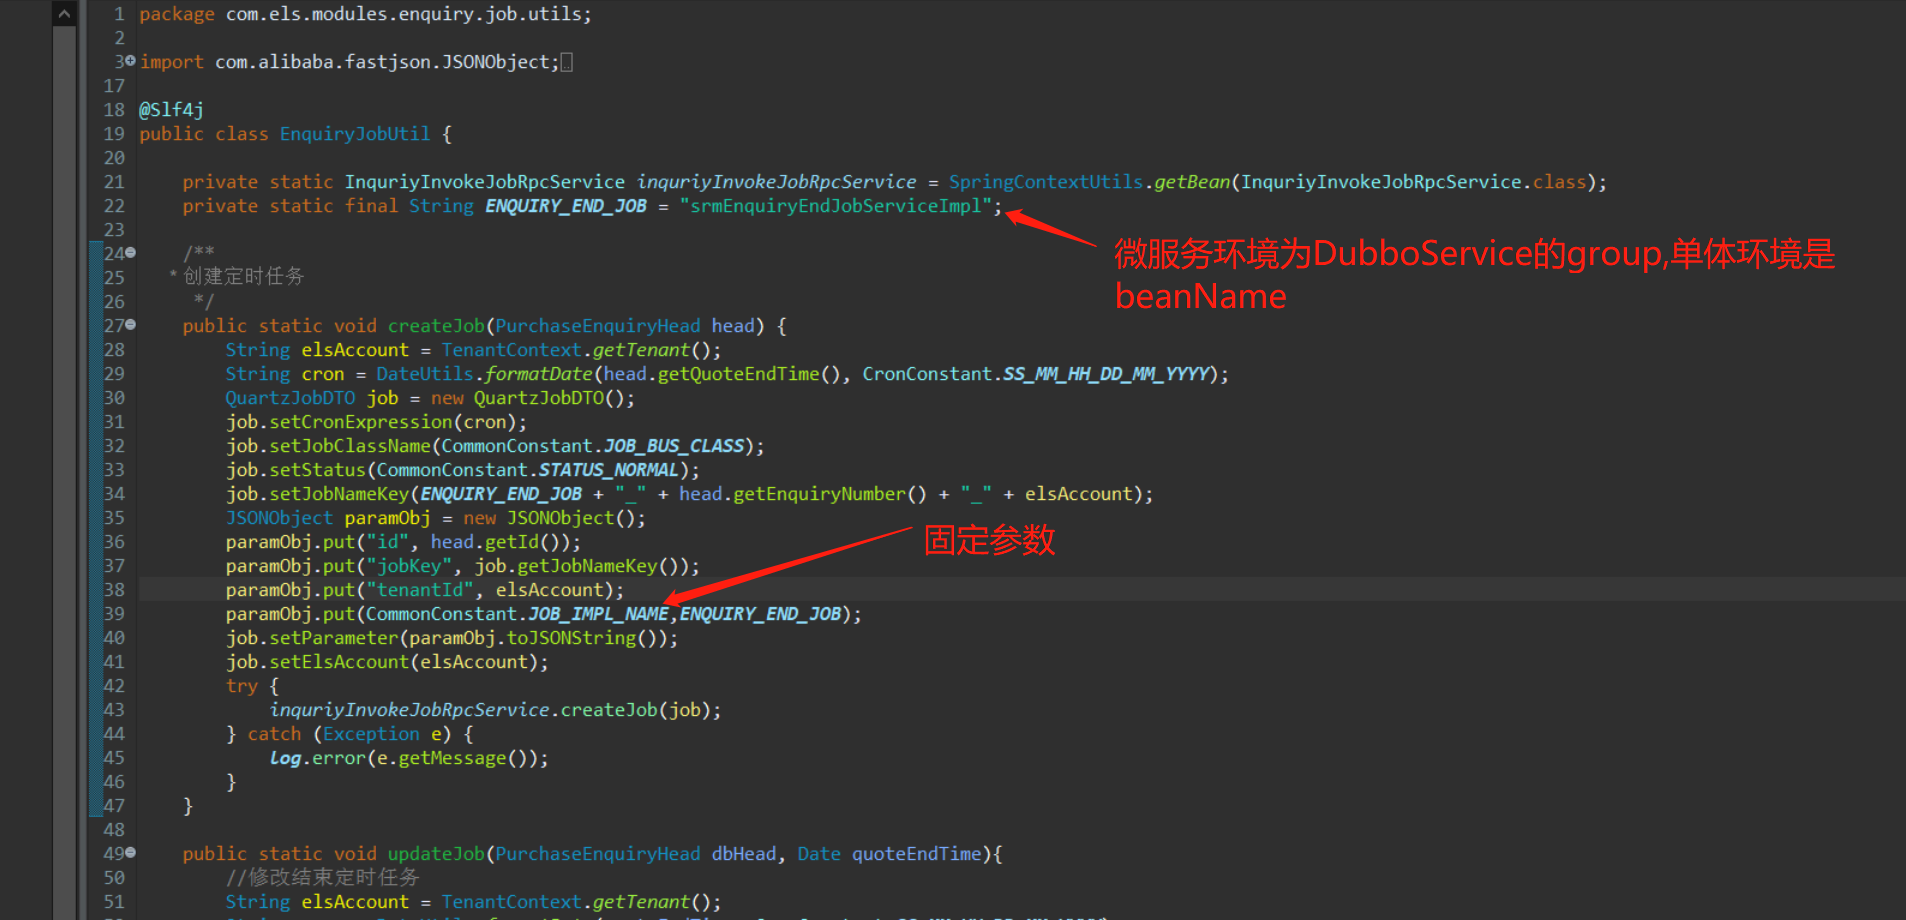 1 package com.els.modules.enquiry.job.utils;
2
3 import com.alibaba.fastjson.JSONObject;
17
18 @Slf4j
19 public class EnquiryJobUtil {
20
21 private static InquriyInvokeJobRpcService inquriyInvokeJobRpcService = SpringContextUtils.getBean(InquriyInvokeJobRpcService.class);
22 private static final String ENQUIRY_END_JOB = "srmEnquiryEndJobServiceImpl";
23
微服务环境为DubboService的group,单体环境是
beanName
24 /**
25 * 创建定时任务
26 */
27 public static void createJob(PurchaseEnquiryHead head) {
28 String elsAccount = TenantContext.getTenant();
29 String cron = DateUtils.formatDate(head.getQuoteEndTime(), CronConstant.SS_MM_HH_DD_MM_YYYY);
30 QuartzJobDTO job = new QuartzJobDTO();
31 job.setCronExpression(cron);
32 job.setJobClassName(CommonConstant.JOB_BUS_CLASS);
33 job.setStatus(CommonConstant.STATUS_NORMAL);
34 job.setJobNameKey(ENQUIRY_END_JOB + "_" + head.getEnquiryNumber() + "_" + elsAccount);
35 JSONObject paramObj = new JSONObject();
36 paramObj.put("id", head.getId());
固定参数
37 paramObj.put("jobKey", job.getJobNameKey());
38 paramObj.put("tenantId", elsAccount);
39 paramObj.put(CommonConstant.JOB_IMPL_NAME,ENQUIRY_END_JOB);
40 job.setParameter(paramObj.toJSONString());
41 job.setElsAccount(elsAccount);
42 try {
43 inquriyInvokeJobRpcService.createJob(job);
44 } catch (Exception e) {
45 log.error(e.getMessage());
46 }
47 }
48
49 public static void updateJob(PurchaseEnquiryHead dbHead, Date quoteEndTime){
50 //修改结束定时任务
51 String elsAccount = TenantContext.getTenant();